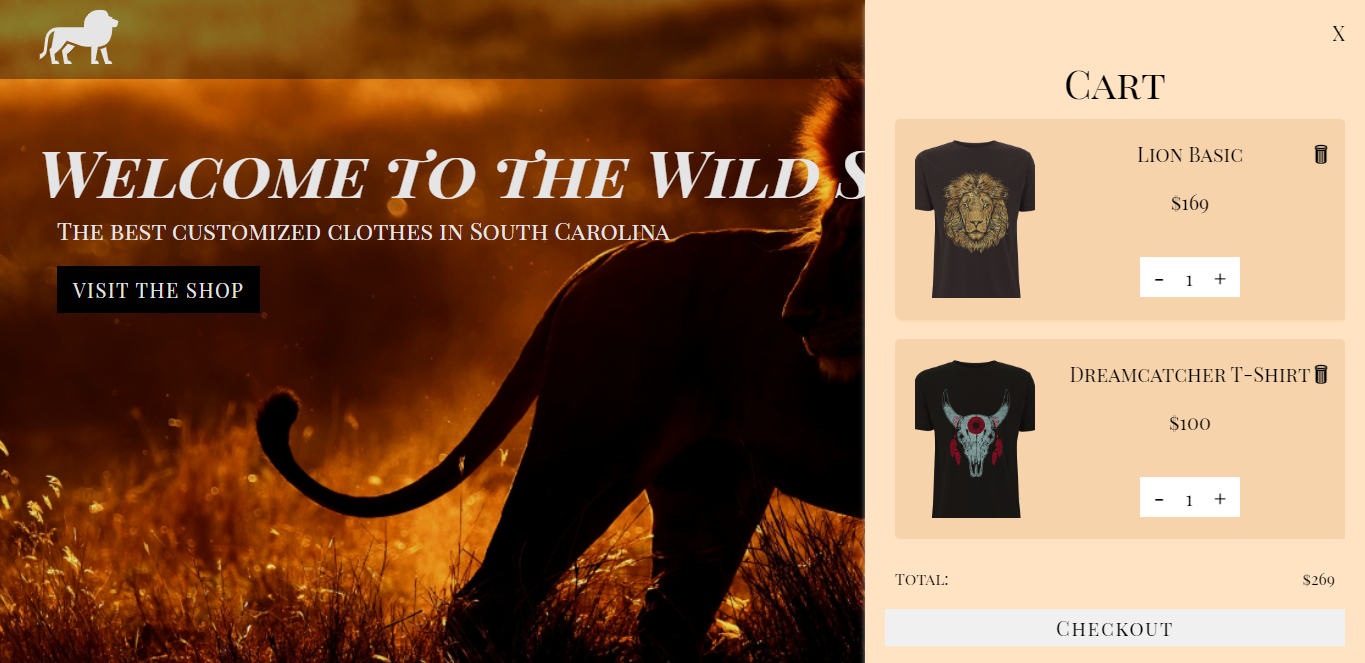 Welcome to the Wild S
The best customized clothes in South Carolina
VISIT THE SHOP
X
Cart
Lion Basic
$169
- 1 +
Dreamcatcher T-Shirt
$100
- 1 +
Total: $269
Checkout